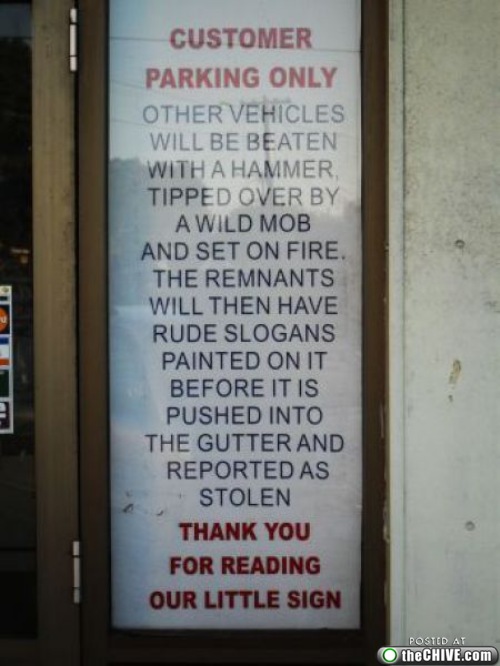 CUSTOMER
PARKING ONLY
OTHER VEHICLES
WILL BE BEATEN
WITH A HAMMER,
TIPPED OVER BY
A WILD MOB
AND SET ON FIRE.
THE REMNANTS
WILL THEN HAVE
RUDE SLOGANS
PAINTED ON IT
BEFORE IT IS
PUSHED INTO
THE GUTTER AND
REPORTED AS
STOLEN
THANK YOU
FOR READING
OUR LITTLE SIGN
POSTED AT
theCHIVE.com